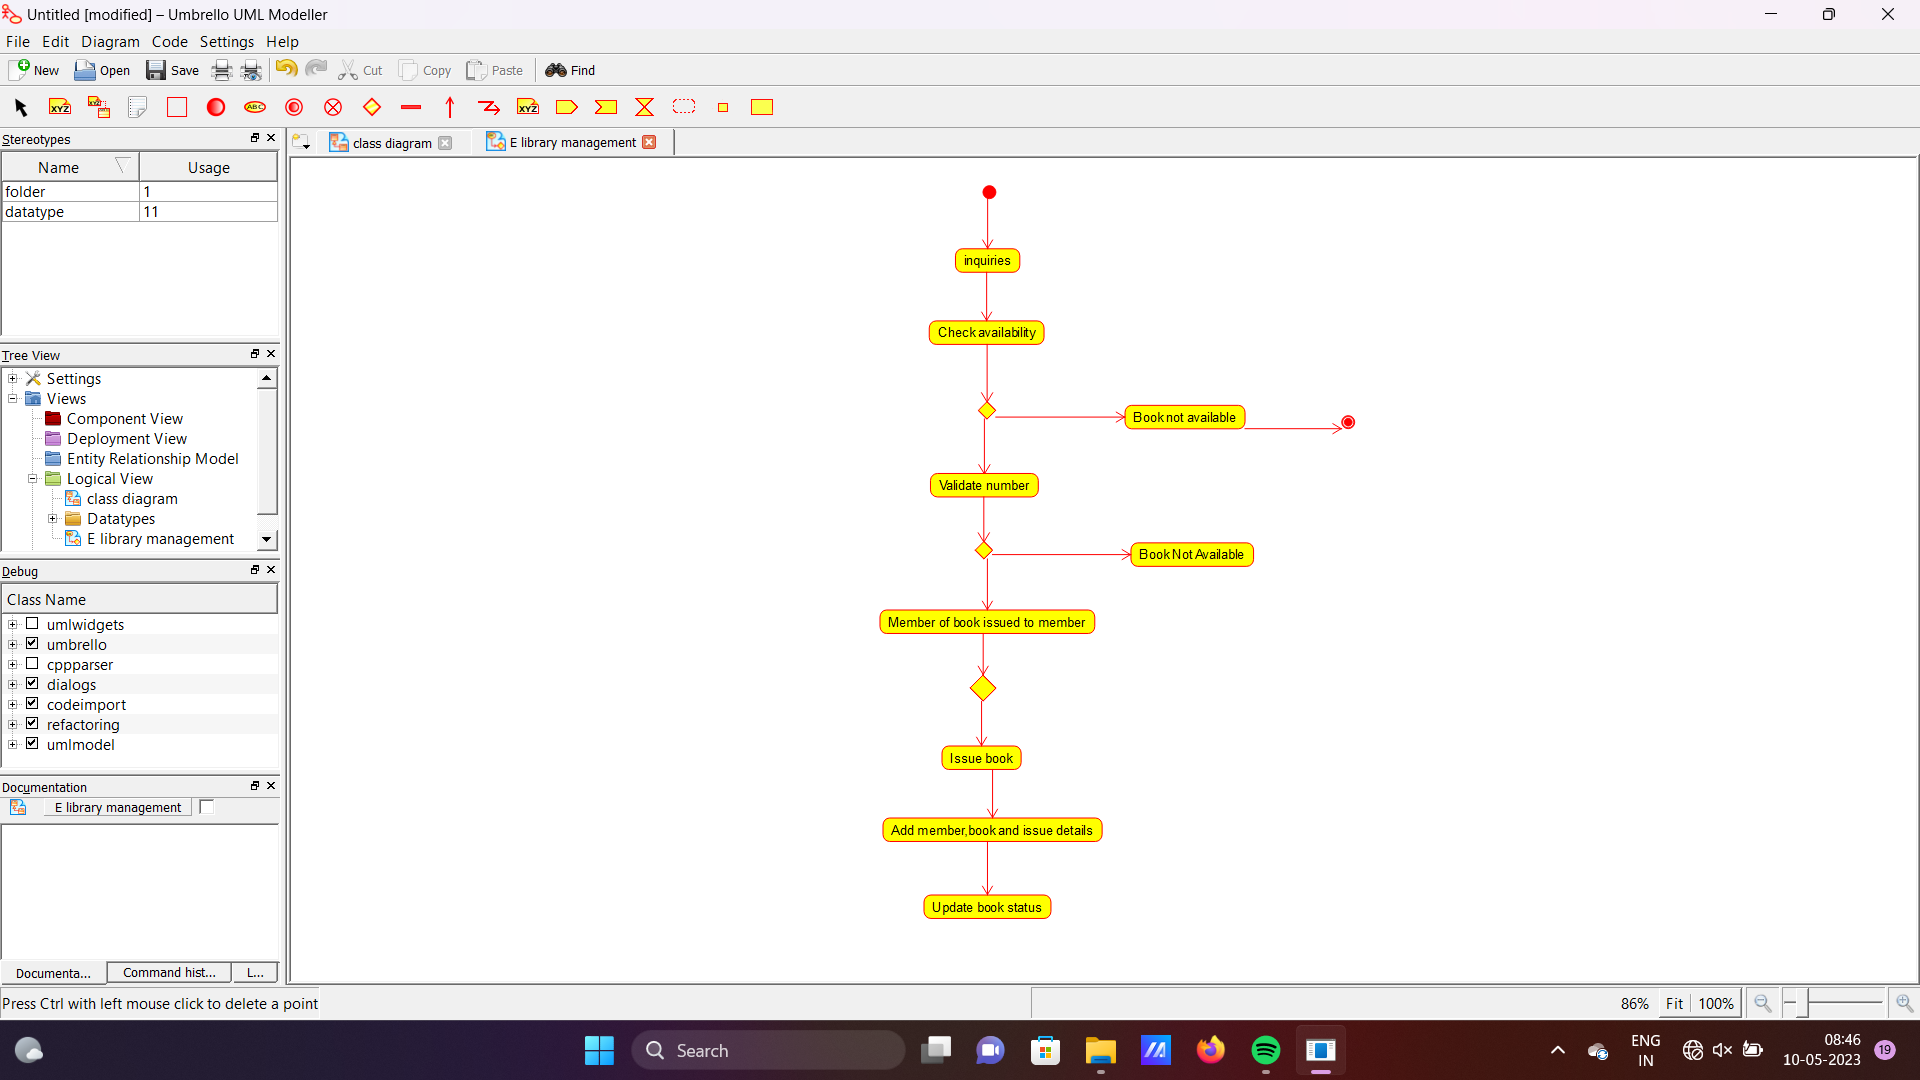 Untitled [modified] – Umbrello UML Modeller
File Edit Diagram Code Settings Help
New Open Save Cut Copy Paste Find
XYZ XYZ ABC XYZ
Stereotypes
Name Usage
folder 1
datatype 11
Tree View
Settings
Views
Component View
Deployment View
Entity Relationship Model
Logical View
class diagram
Datatypes
E library management
Debug
Class Name
umlwidgets
umbrello
cppparser
dialogs
codeimport
refactoring
umlmodel
Documentation
E library management
Documenta... Command hist... L...
class diagram E library management
inquiries
Check availability
Book not available
Validate number
Book Not Available
Member of book issued to member
Issue book
Add member,book and issue details
Update book status
Press Ctrl with left mouse click to delete a point
86% Fit 100%
Search
ENG
IN
08:46
10-05-2023
19